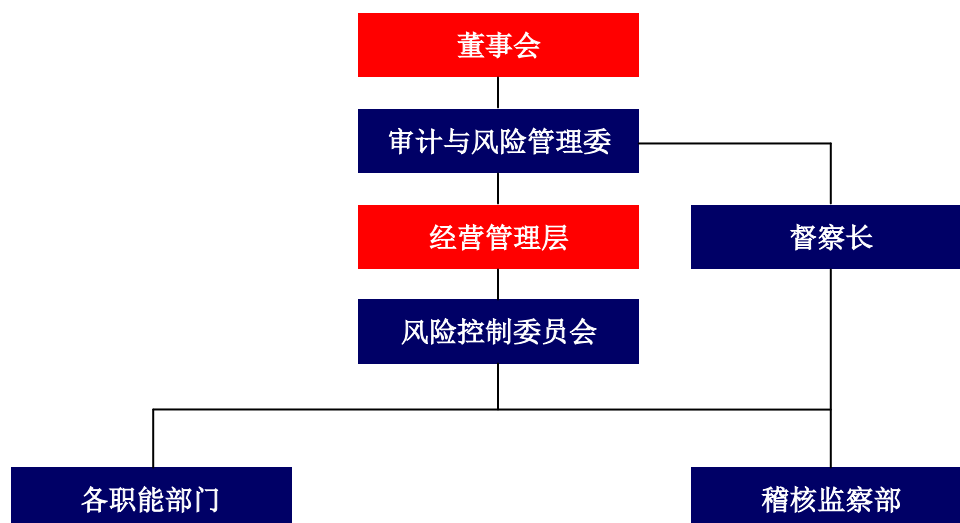 董事会
审计与风险管理委
经营管理层
督察长
风险控制委员会
各职能部门
稽核监察部